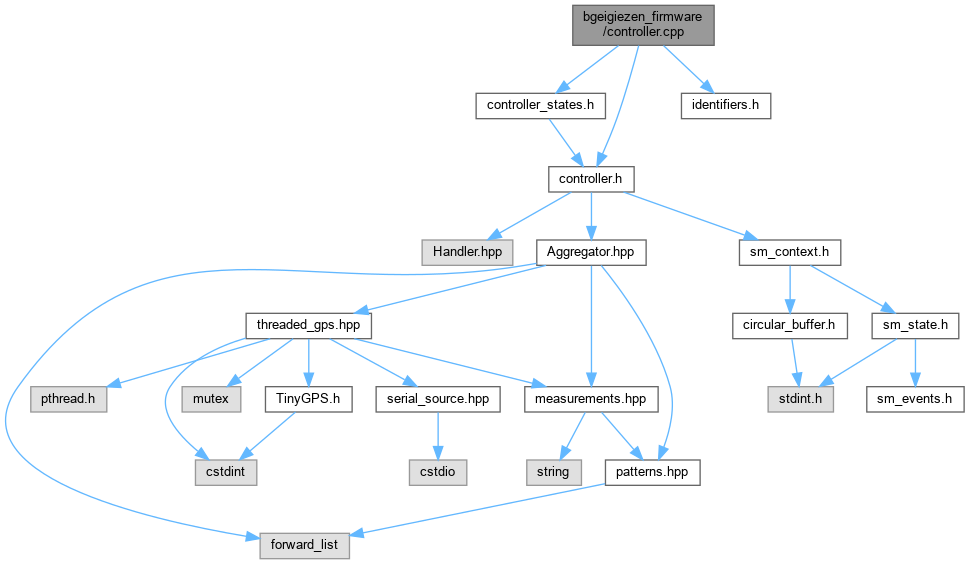 bgeigiezen_firmware
/controller.cpp
controller_states.h
identifiers.h
controller.h
Handler.hpp
Aggregator.hpp
sm_context.h
threaded_gps.hpp
circular_buffer.h
sm_state.h
pthread.h
mutex
TinyGPS.h
serial_source.hpp
measurements.hpp
stdint.h
sm_events.h
cstdint
cstdio
string
patterns.hpp
forward_list